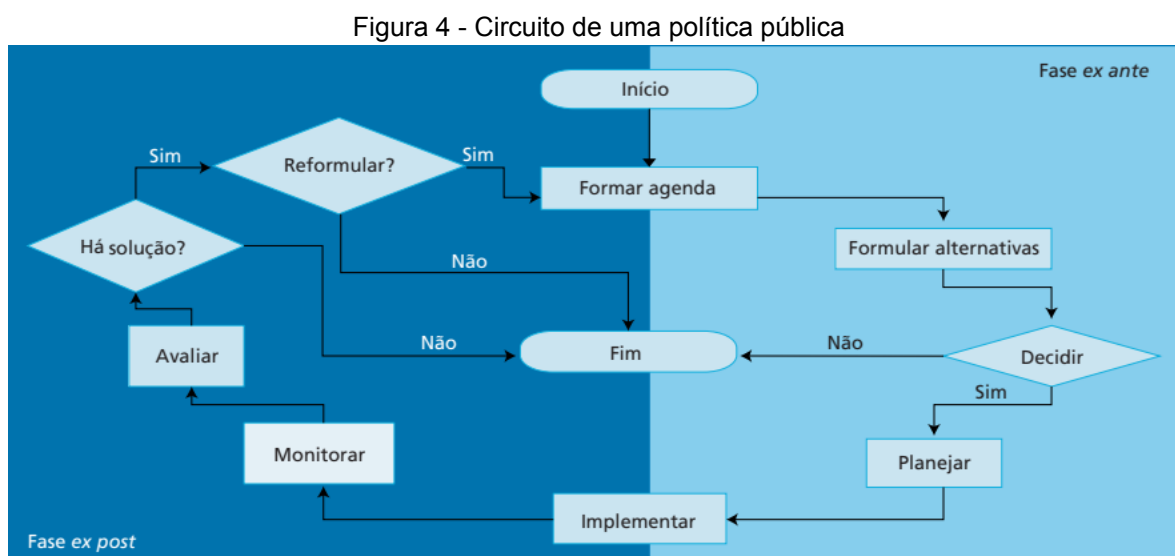 Figura 4 - Circuito de uma política pública
Fase ex ante
Início
Sim
Reformular?
Sim
Formar agenda
Há solução?
Formular alternativas
Não
Avaliar
Não
Fim
Não
Decidir
Sim
Monitorar
Planejar
Implementar
Fase ex post